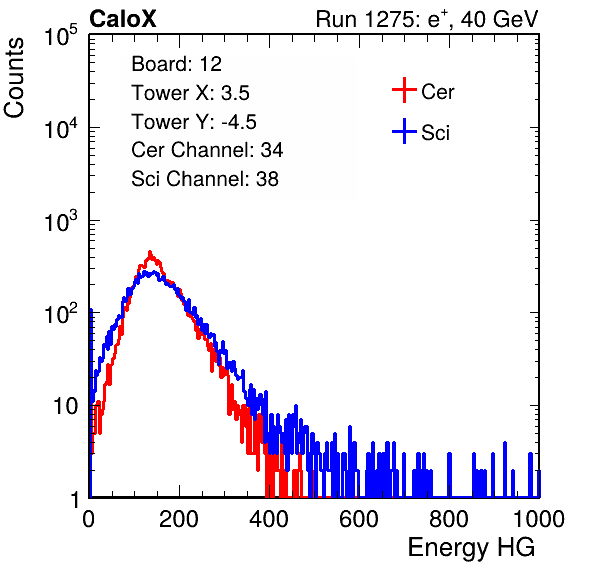 CaloX Run 1275: e⁺, 40 GeV
Board: 12
Tower X: 3.5
Tower Y: -4.5
Cer Channel: 34
Sci Channel: 38
Cer
Sci
Counts
10⁵
10⁴
10³
10²
10
1
0 200 400 600 800 1000
Energy HG